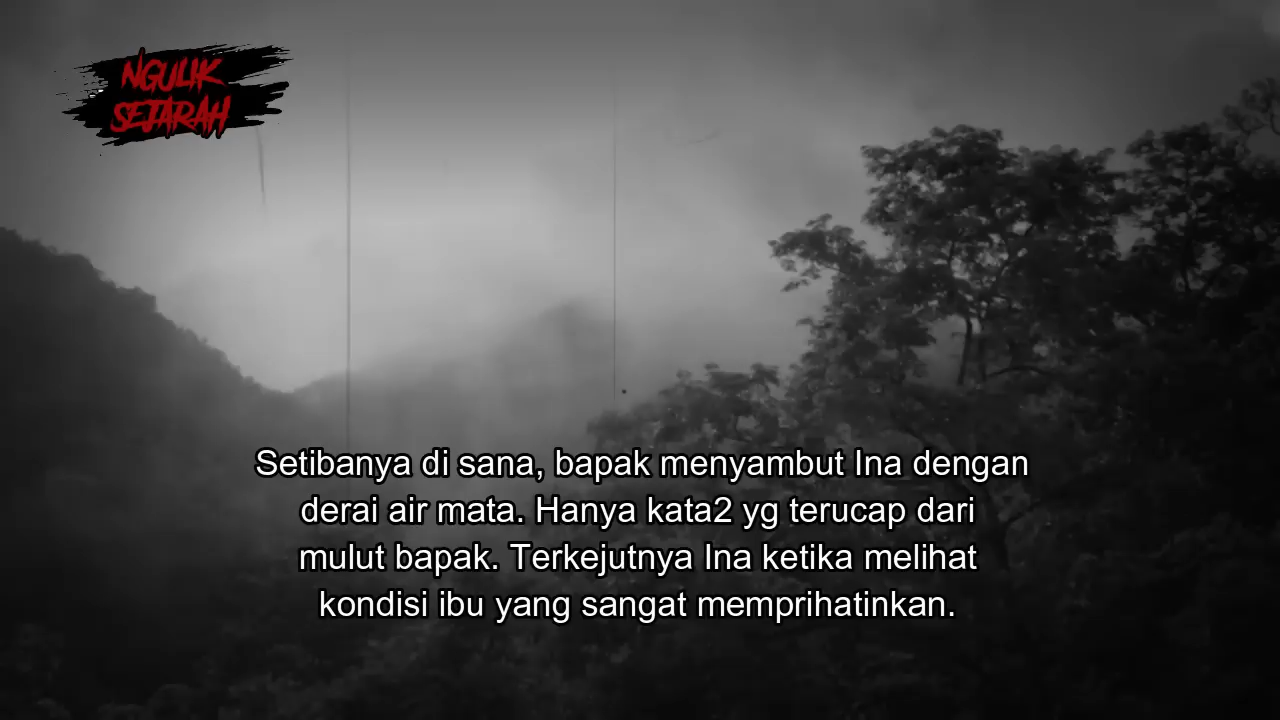 NGULIK
SEJARAH
Setibanya di sana, bapak menyambut Ina dengan
derai air mata. Hanya kata2 yg terucap dari
mulut bapak. Terkejutnya Ina ketika melihat
kondisi ibu yang sangat memprihatinkan.